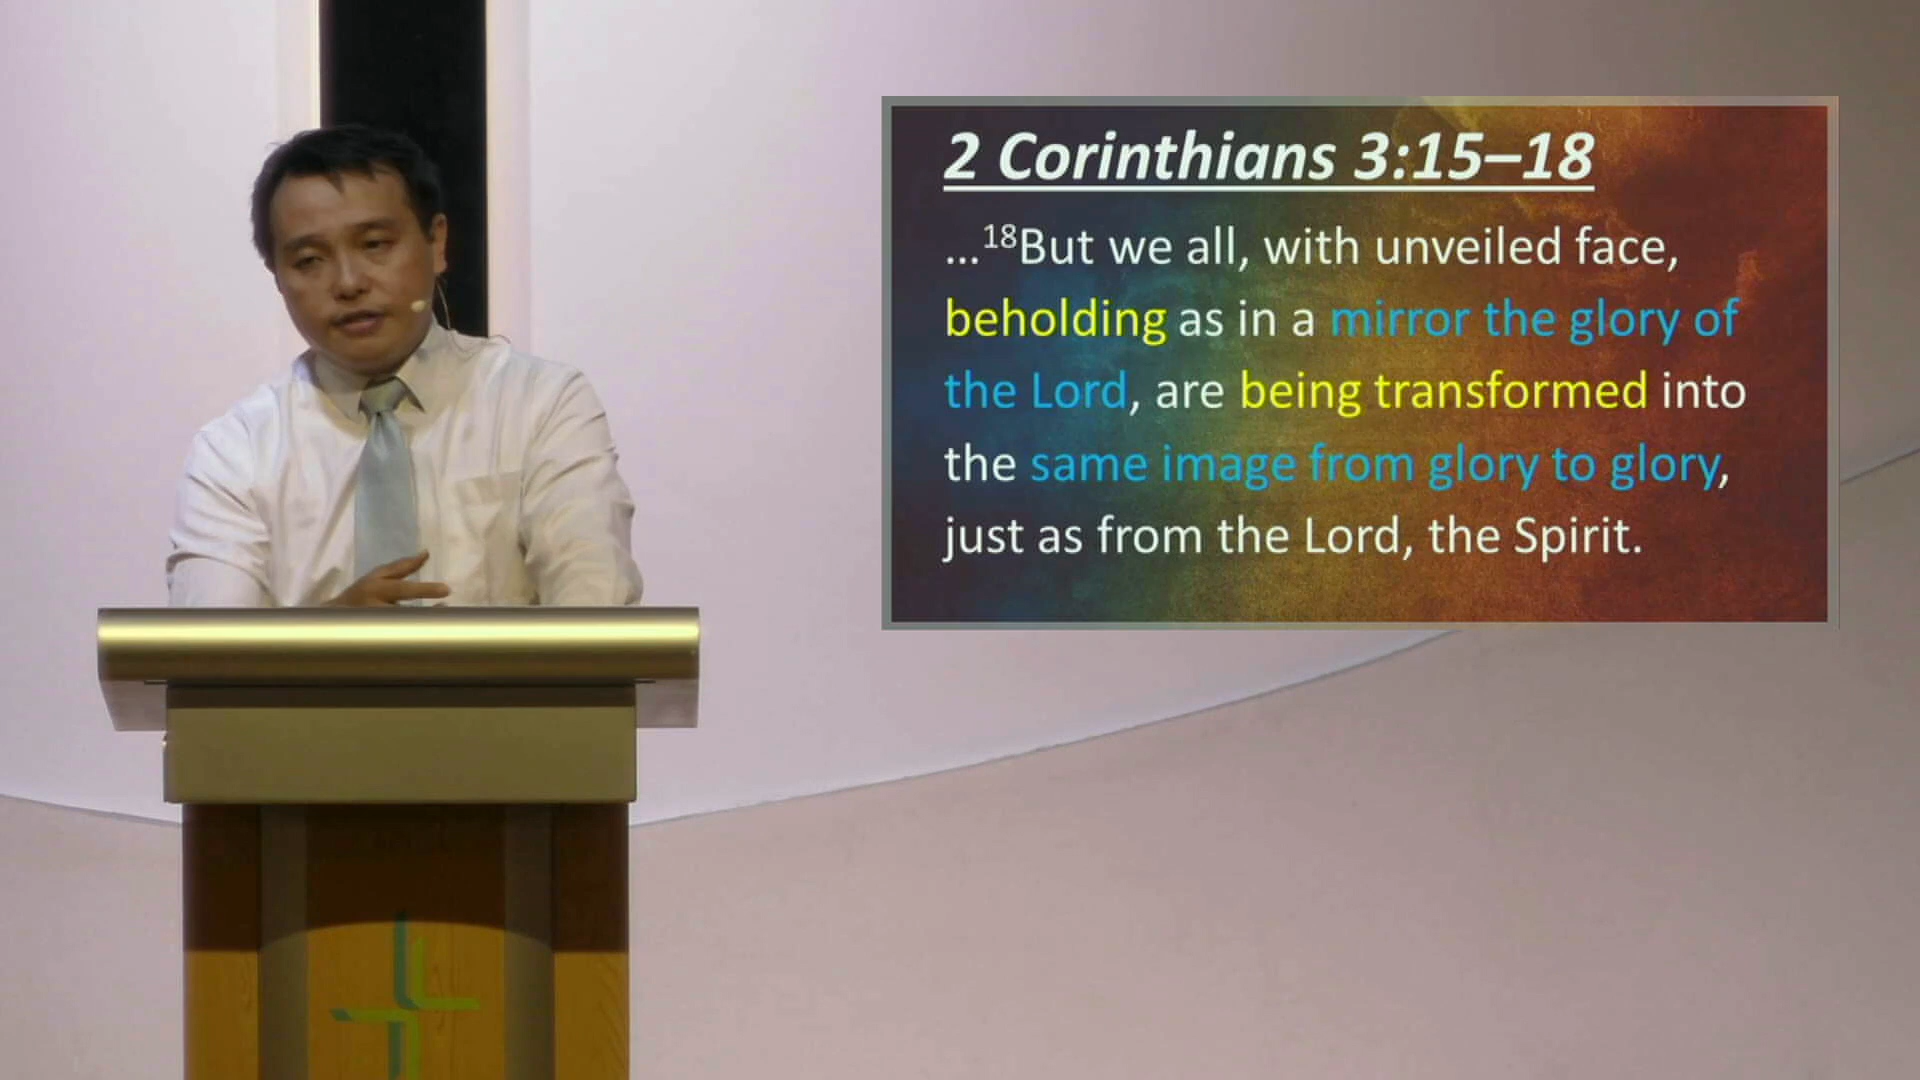 2 Corinthians 3:15–18
...18But we all, with unveiled face,
beholding as in a mirror the glory of
the Lord, are being transformed into
the same image from glory to glory,
just as from the Lord, the Spirit.